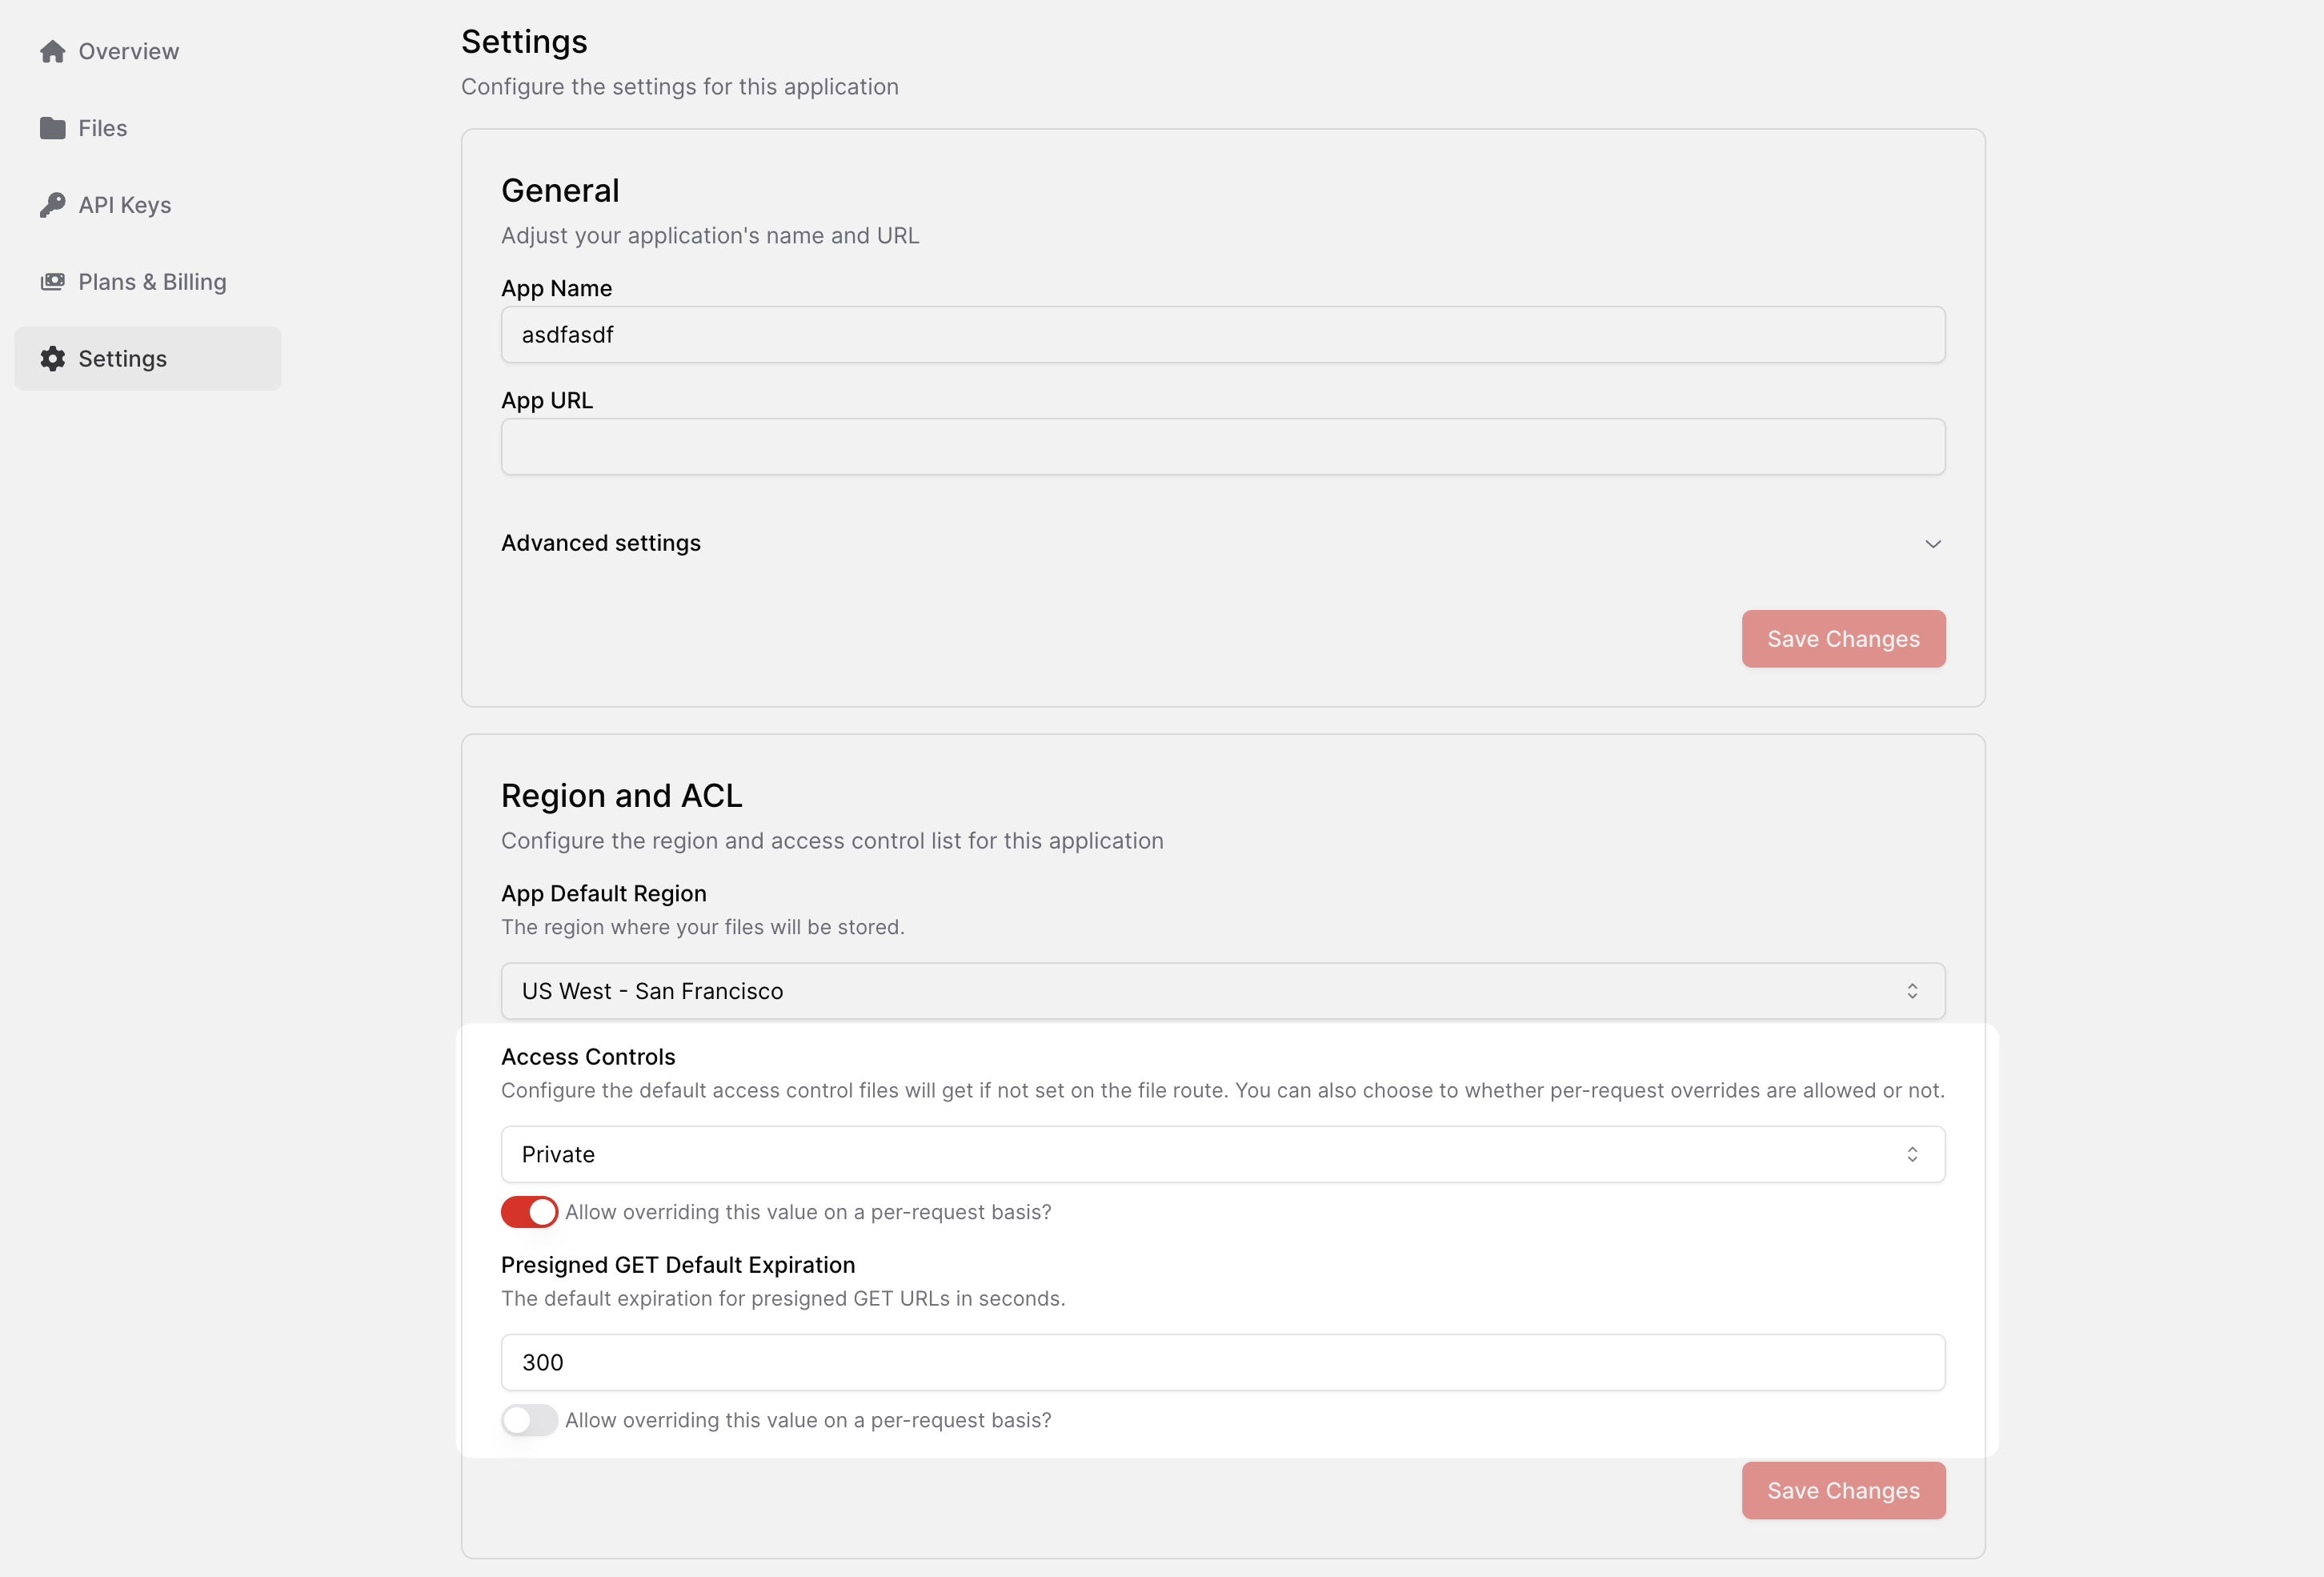 Overview
Files
API Keys
Plans & Billing
Settings
Settings
Configure the settings for this application
General
Adjust your application's name and URL
App Name
asdfasdf
App URL
Advanced settings
Save Changes
Region and ACL
Configure the region and access control list for this application
App Default Region
The region where your files will be stored.
US West - San Francisco
Access Controls
Configure the default access control files will get if not set on the file route. You can also choose to whether per-request overrides are allowed or not.
Private
Allow overriding this value on a per-request basis?
Presigned GET Default Expiration
The default expiration for presigned GET URLs in seconds.
300
Allow overriding this value on a per-request basis?
Save Changes